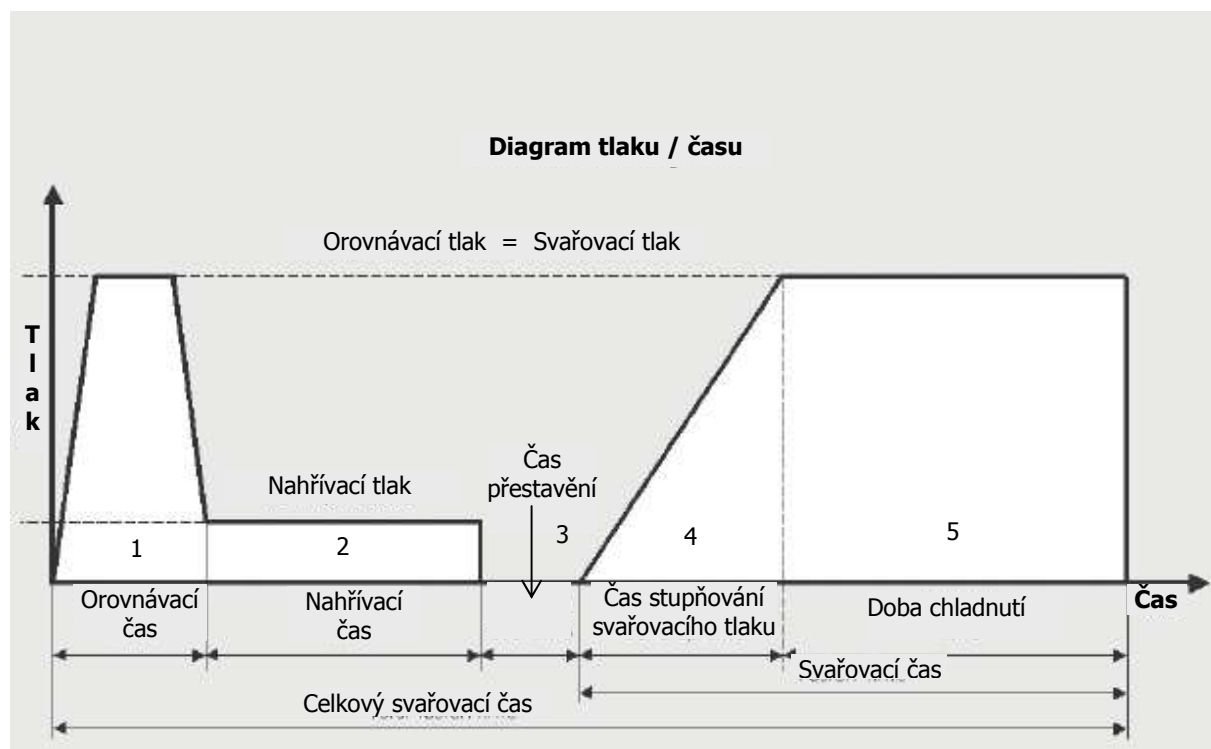 Diagram tlaku / času
Orovnávací tlak = Svařovací tlak
T
l
a
k
Čas
přestavění
Nahřívací tlak
1
2
3
4
5
Orovnávací
čas
Nahřívací
čas
Čas stupňování
svařovacího tlaku
Doba chladnutí
Čas
Svařovací čas
Celkový svařovací čas